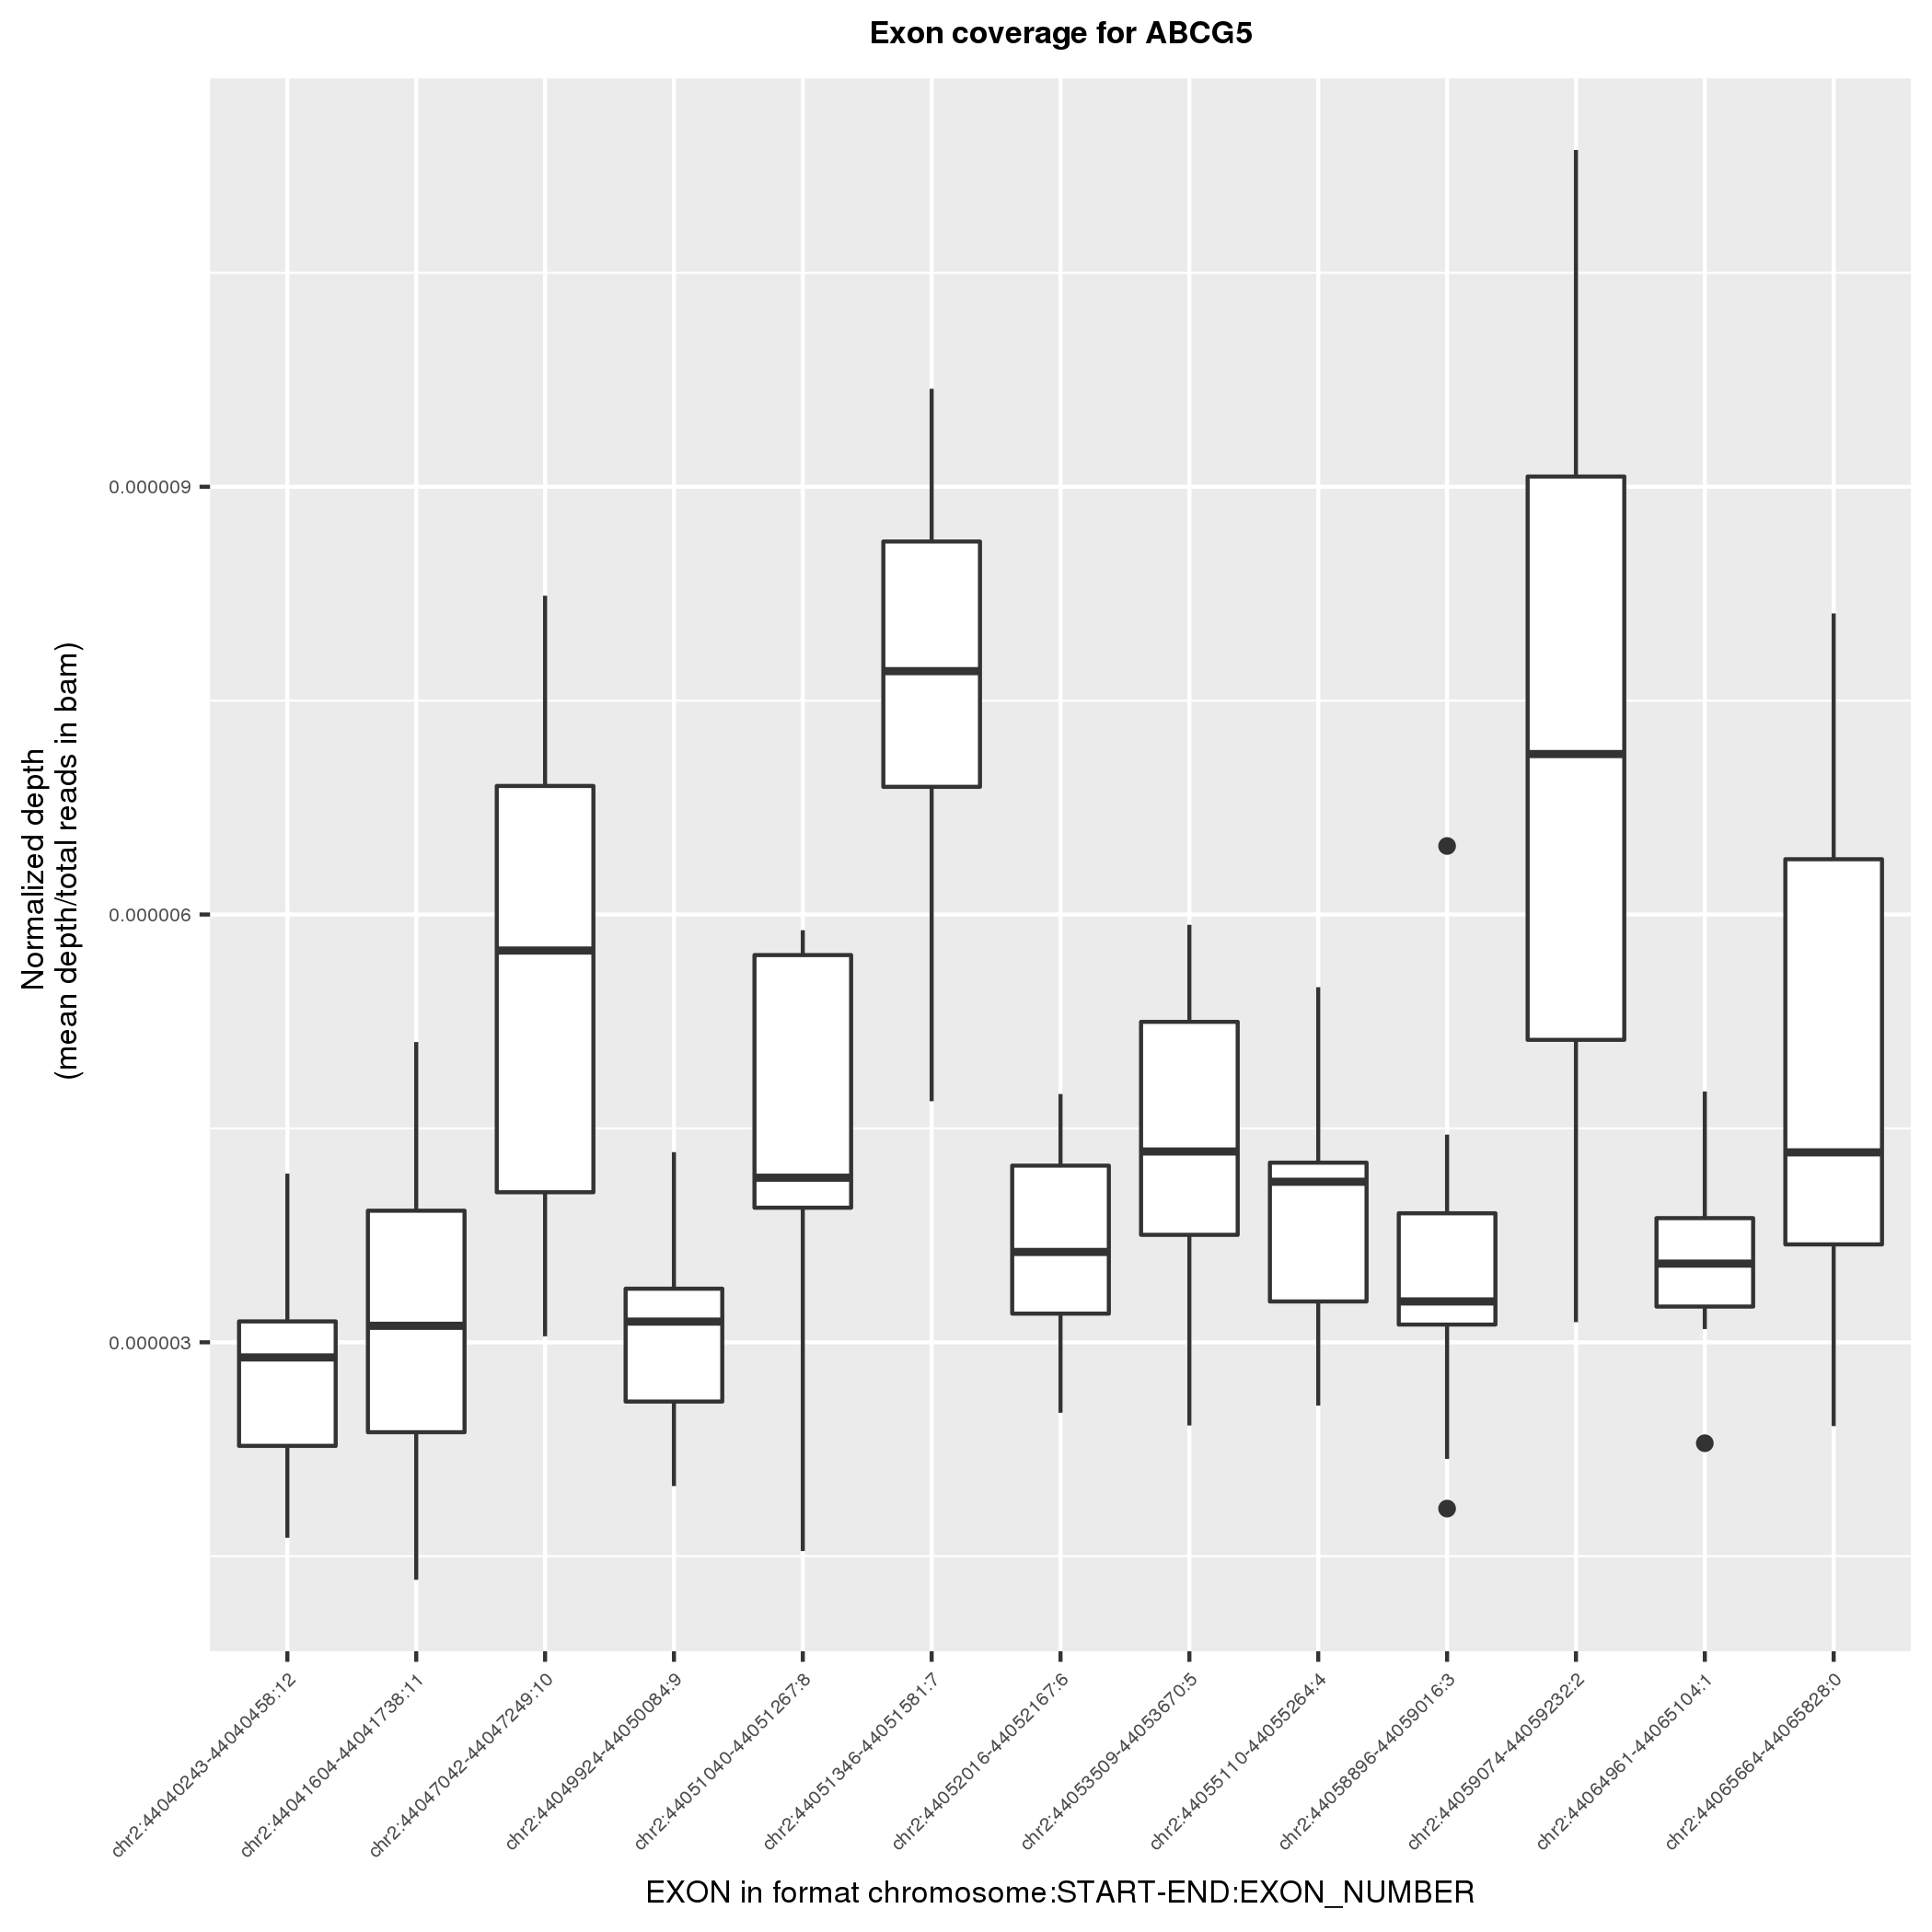 Exon coverage for ABCG5
Normalized depth
(mean depth/total reads in bam)
0.000009
0.000006
0.000003
chr2:44040243-44040458:12
chr2:44041604-44041738:11
chr2:44047042-44047249:10
chr2:44049924-44050084:9
chr2:44051040-44051267:8
chr2:44051346-44051581:7
chr2:44052016-44052167:6
chr2:44053509-44053670:5
chr2:44055110-44055264:4
chr2:44058896-44059016:3
chr2:44059074-44059232:2
chr2:44064961-44065104:1
chr2:44065664-44065828:0
EXON in format chromosome:START-END:EXON_NUMBER